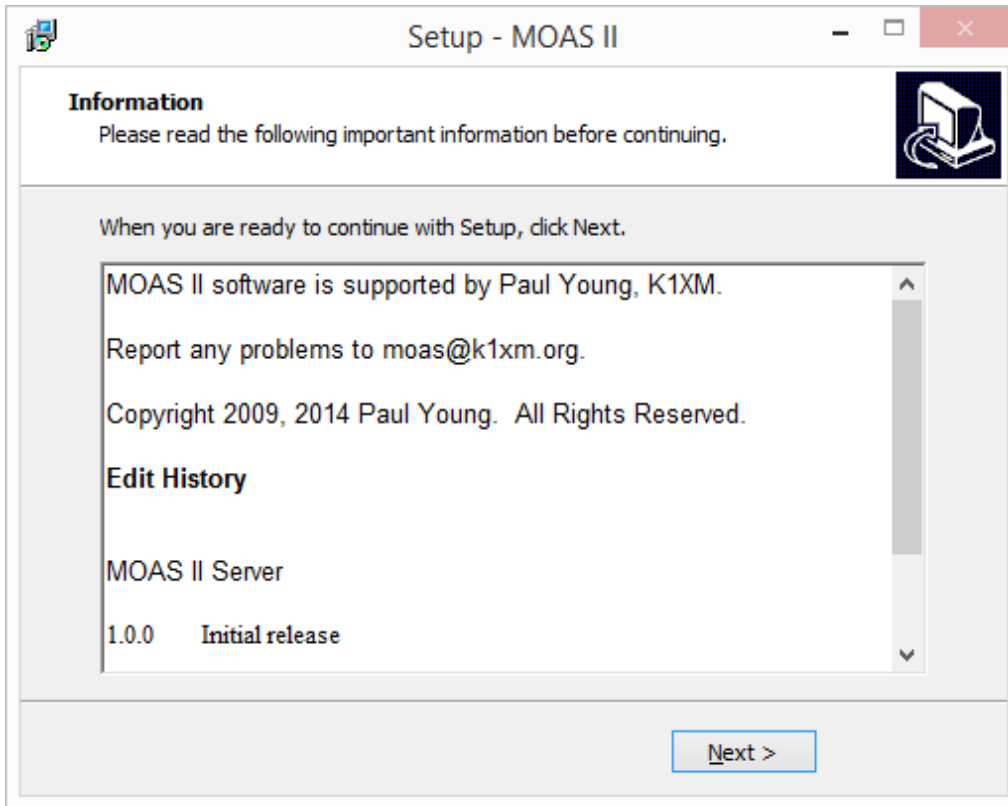 Setup - MOAS II
Information
Please read the following important information before continuing.
When you are ready to continue with Setup, click Next.
MOAS II software is supported by Paul Young, K1XM.
Report any problems to moas@k1xm.org.
Copyright 2009, 2014 Paul Young.  All Rights Reserved.
Edit History
MOAS II Server
1.0.0 Initial release
Next >